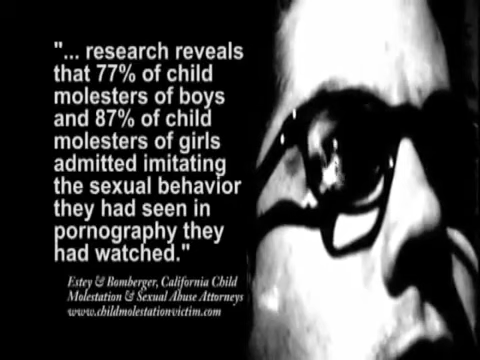 "... research reveals
that 77% of child
molesters of boys
and 87% of child
molesters of girls
admitted imitating
the sexual behavior
they had seen in
pornography they
had watched."
Estey & Bomberger, California Child
Molestation & Sexual Abuse Attorneys
www.childmolestationvictim.com